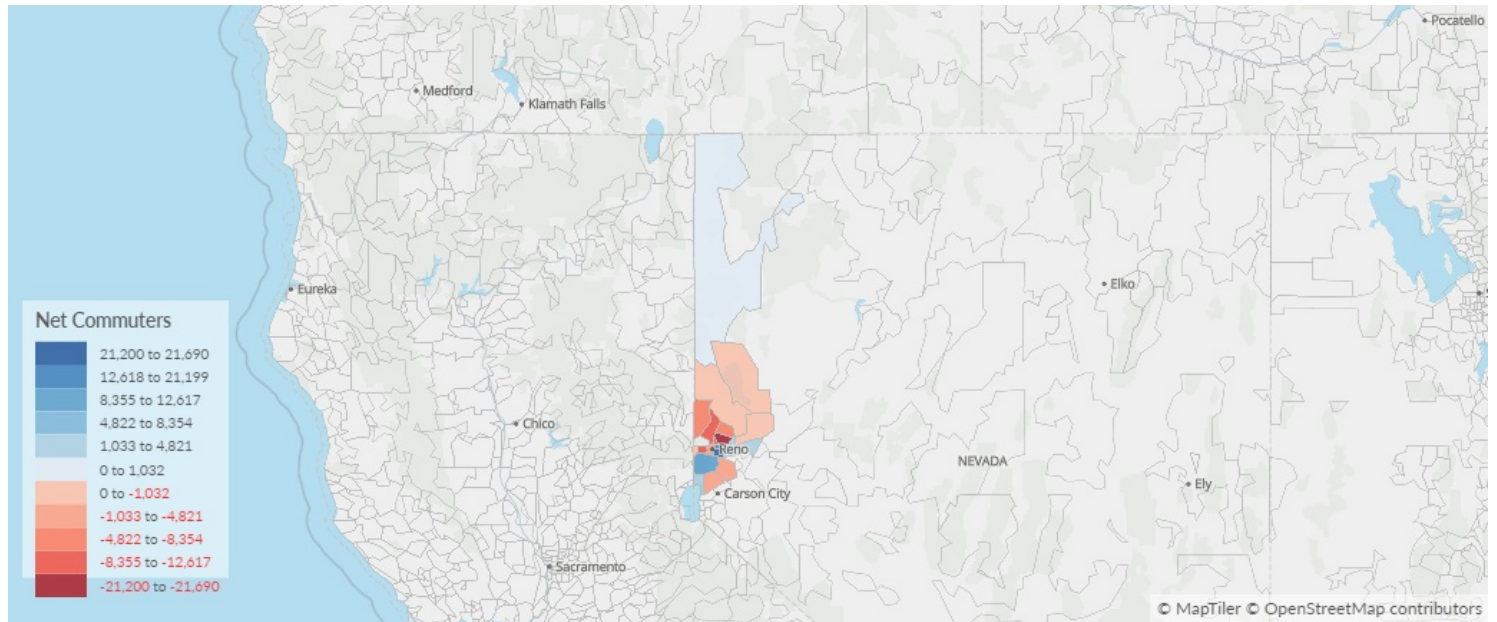 Pocatello
Medford
Klamath Falls
Eureka
Elko
Net Commuters
21,200 to 21,690
12,618 to 21,199
8,355 to 12,617
4,822 to 8,354
1,033 to 4,821
0 to 1,032
0 to -1,032
-1,033 to -4,821
-4,822 to -8,354
-8,355 to -12,617
-21,200 to -21,690
Chico
Reno
NEVADA
Carson City
Ely
Sacramento
© MapTiler © OpenStreetMap contributors